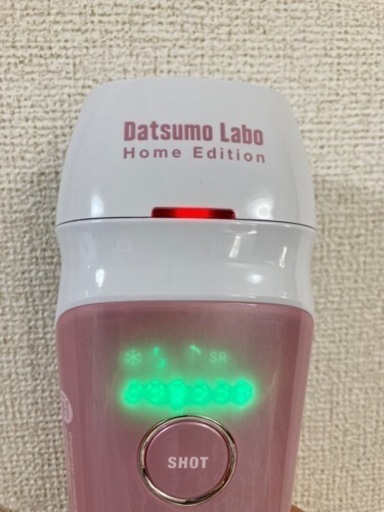 Datsumo Labo
Home Edition
SR
SHOT